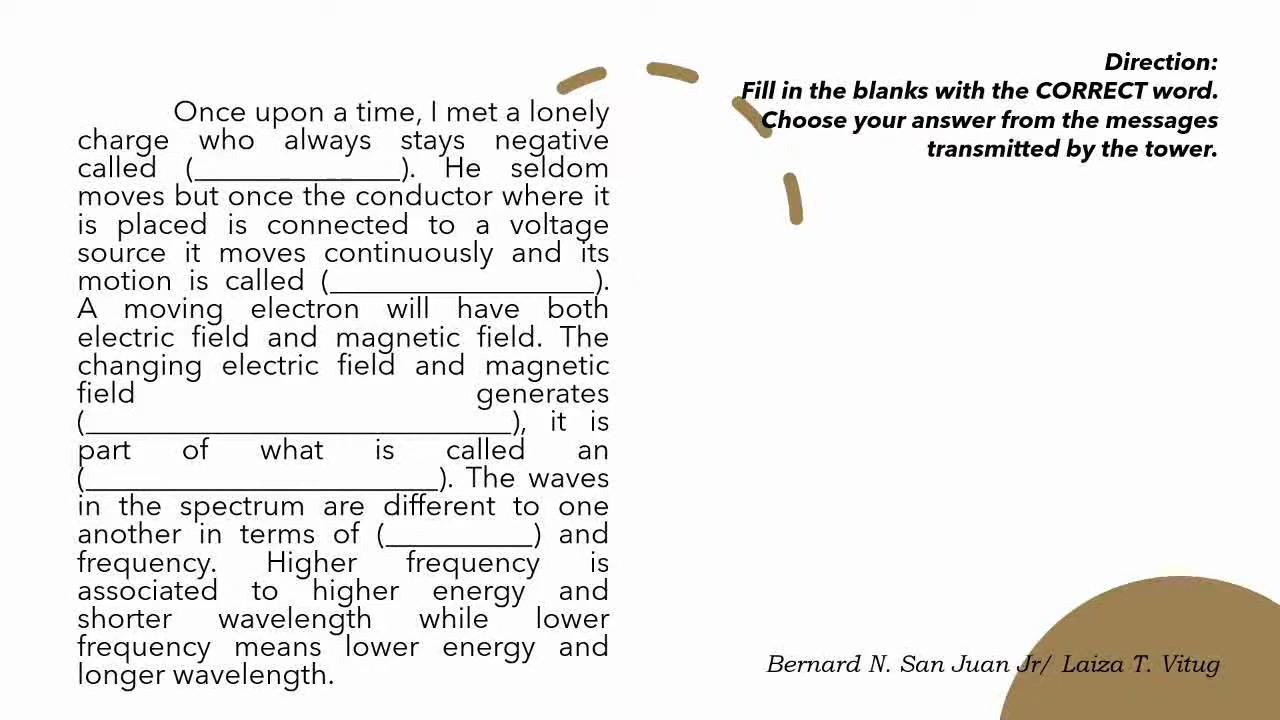 Once upon a time, I met a lonely
charge who always stays negative
called (______________). He seldom
moves but once the conductor where it
is placed is connected to a voltage
source it moves continuously and its
motion is called (__________________).
A moving electron will have both
electric field and magnetic field. The
changing electric field and magnetic
field generates
(_____________________________), it is
part of what is called an
(________________________). The waves
in the spectrum are different to one
another in terms of (__________) and
frequency. Higher frequency is
associated to higher energy and
shorter wavelength while lower
frequency means lower energy and
longer wavelength.
Direction:
Fill in the blanks with the CORRECT word.
Choose your answer from the messages
transmitted by the tower.
Bernard N. San Juan Jr/ Laiza T. Vitug